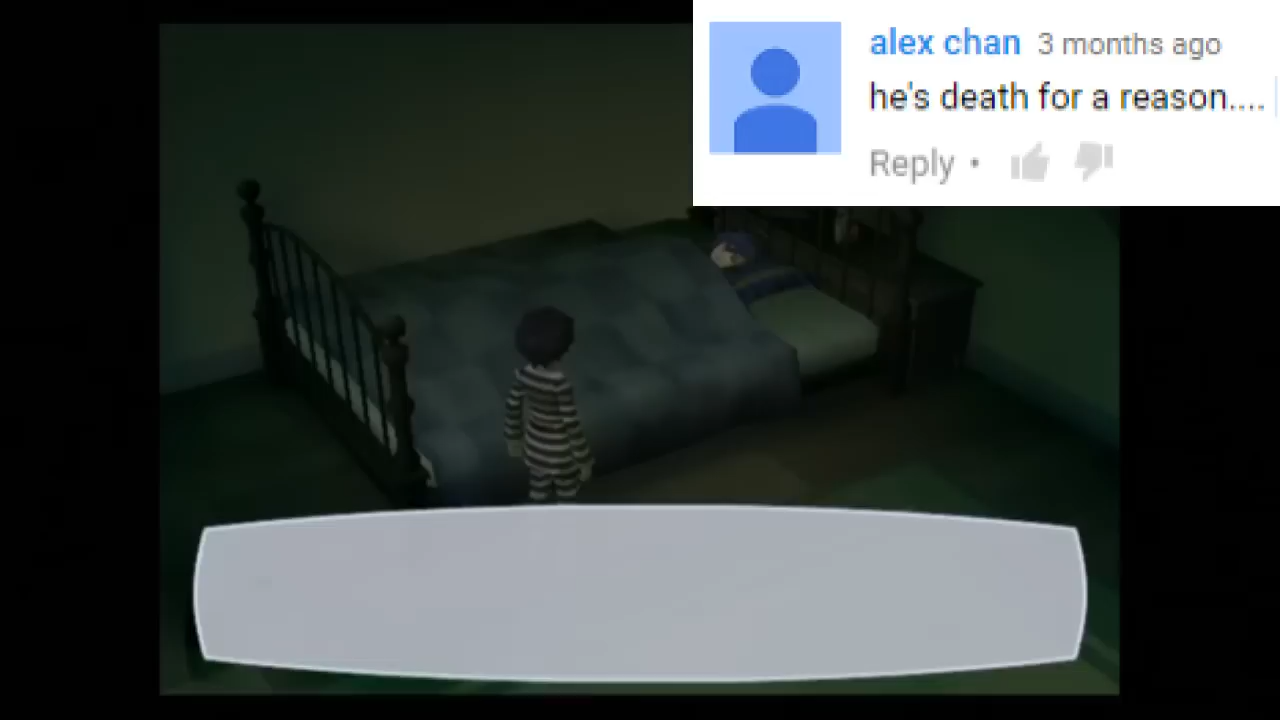 alex chan 3 months ago
he's death for a reason....
Reply •